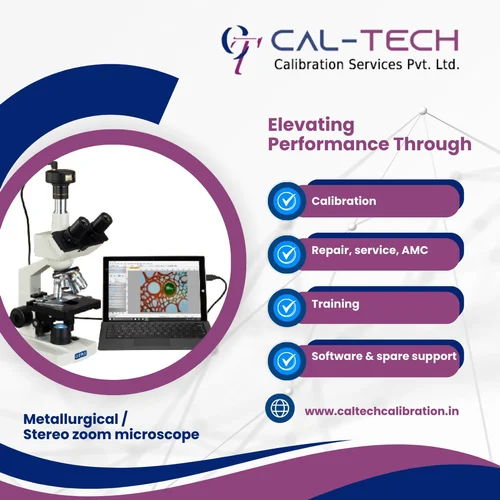 CAL-TECH
Calibration Services Pvt. Ltd.
Elevating
Performance Through
Calibration
Repair, service, AMC
Training
Software & spare support
www.caltechcalibration.in
Metallurgical /
Stereo zoom microscope